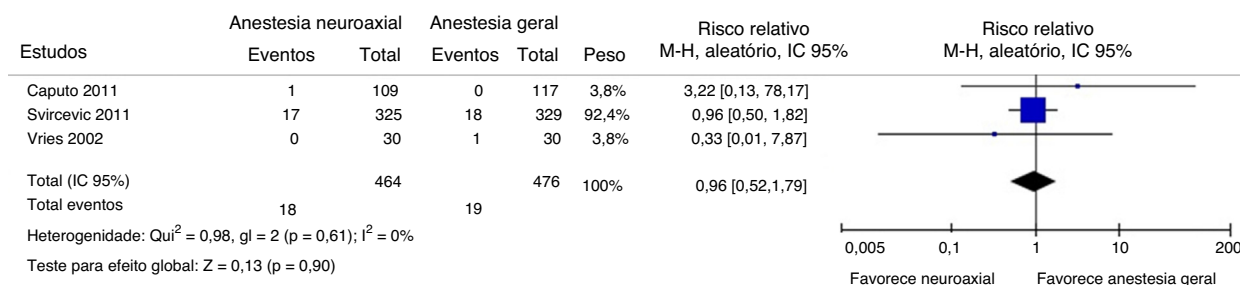 Anestesia neuroaxial Anestesia geral Risco relativo Risco relativo
Estudos Eventos Total Eventos Total Peso M-H, aleatório, IC 95% M-H, aleatório, IC 95%
Caputo 2011 1 109 0 117 3,8% 3,22 [0,13, 78,17]
Svircevic 2011 17 325 18 329 92,4% 0,96 [0,50, 1,82]
Vries 2002 0 30 1 30 3,8% 0,33 [0,01, 7,87]
Total (IC 95%) 464 476 100% 0,96 [0,52,1,79]
Total eventos 18 19
Heterogenidade: Qui² = 0,98, gl = 2 (p = 0,61); I² = 0%
Teste para efeito global: Z = 0,13 (p = 0,90)
0,005 0,1 1 10 200
Favorece neuroaxial Favorece anestesia geral